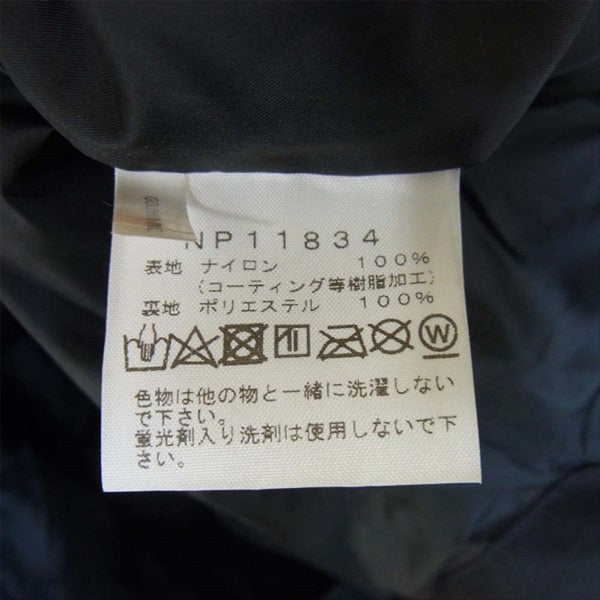 NP11834
表地 ナイロン 100%
(コーティング等樹脂加工)
裏地 ポリエステル 100%
W
色物は他の物と一緒に洗濯しない
で下さい。
蛍光剤入り洗剤は使用しないで下
さい。